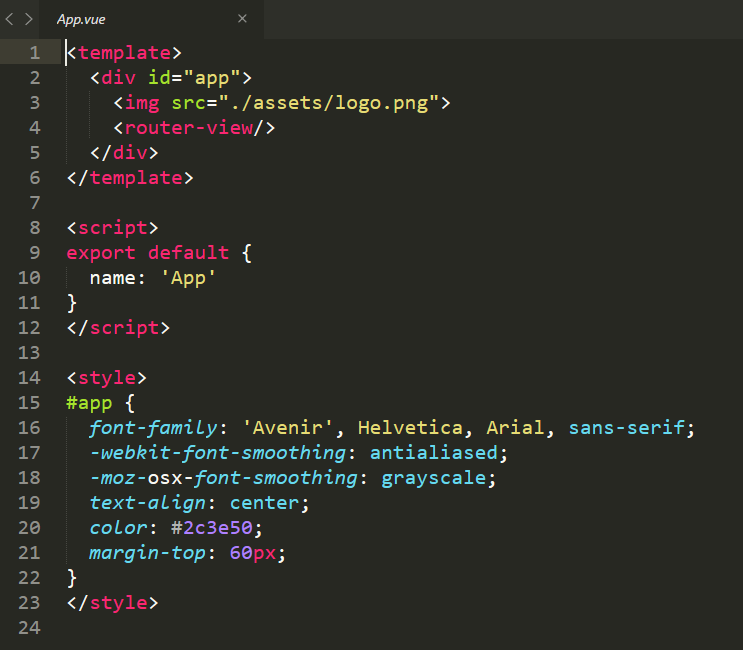 App.vue
1 <template>
2   <div id="app">
3     <img src="./assets/logo.png">
4     <router-view/>
5   </div>
6 </template>
7
8 <script>
9 export default {
10   name: 'App'
11 }
12 </script>
13
14 <style>
15 #app {
16   font-family: 'Avenir', Helvetica, Arial, sans-serif;
17   -webkit-font-smoothing: antialiased;
18   -moz-osx-font-smoothing: grayscale;
19   text-align: center;
20   color: #2c3e50;
21   margin-top: 60px;
22 }
23 </style>
24